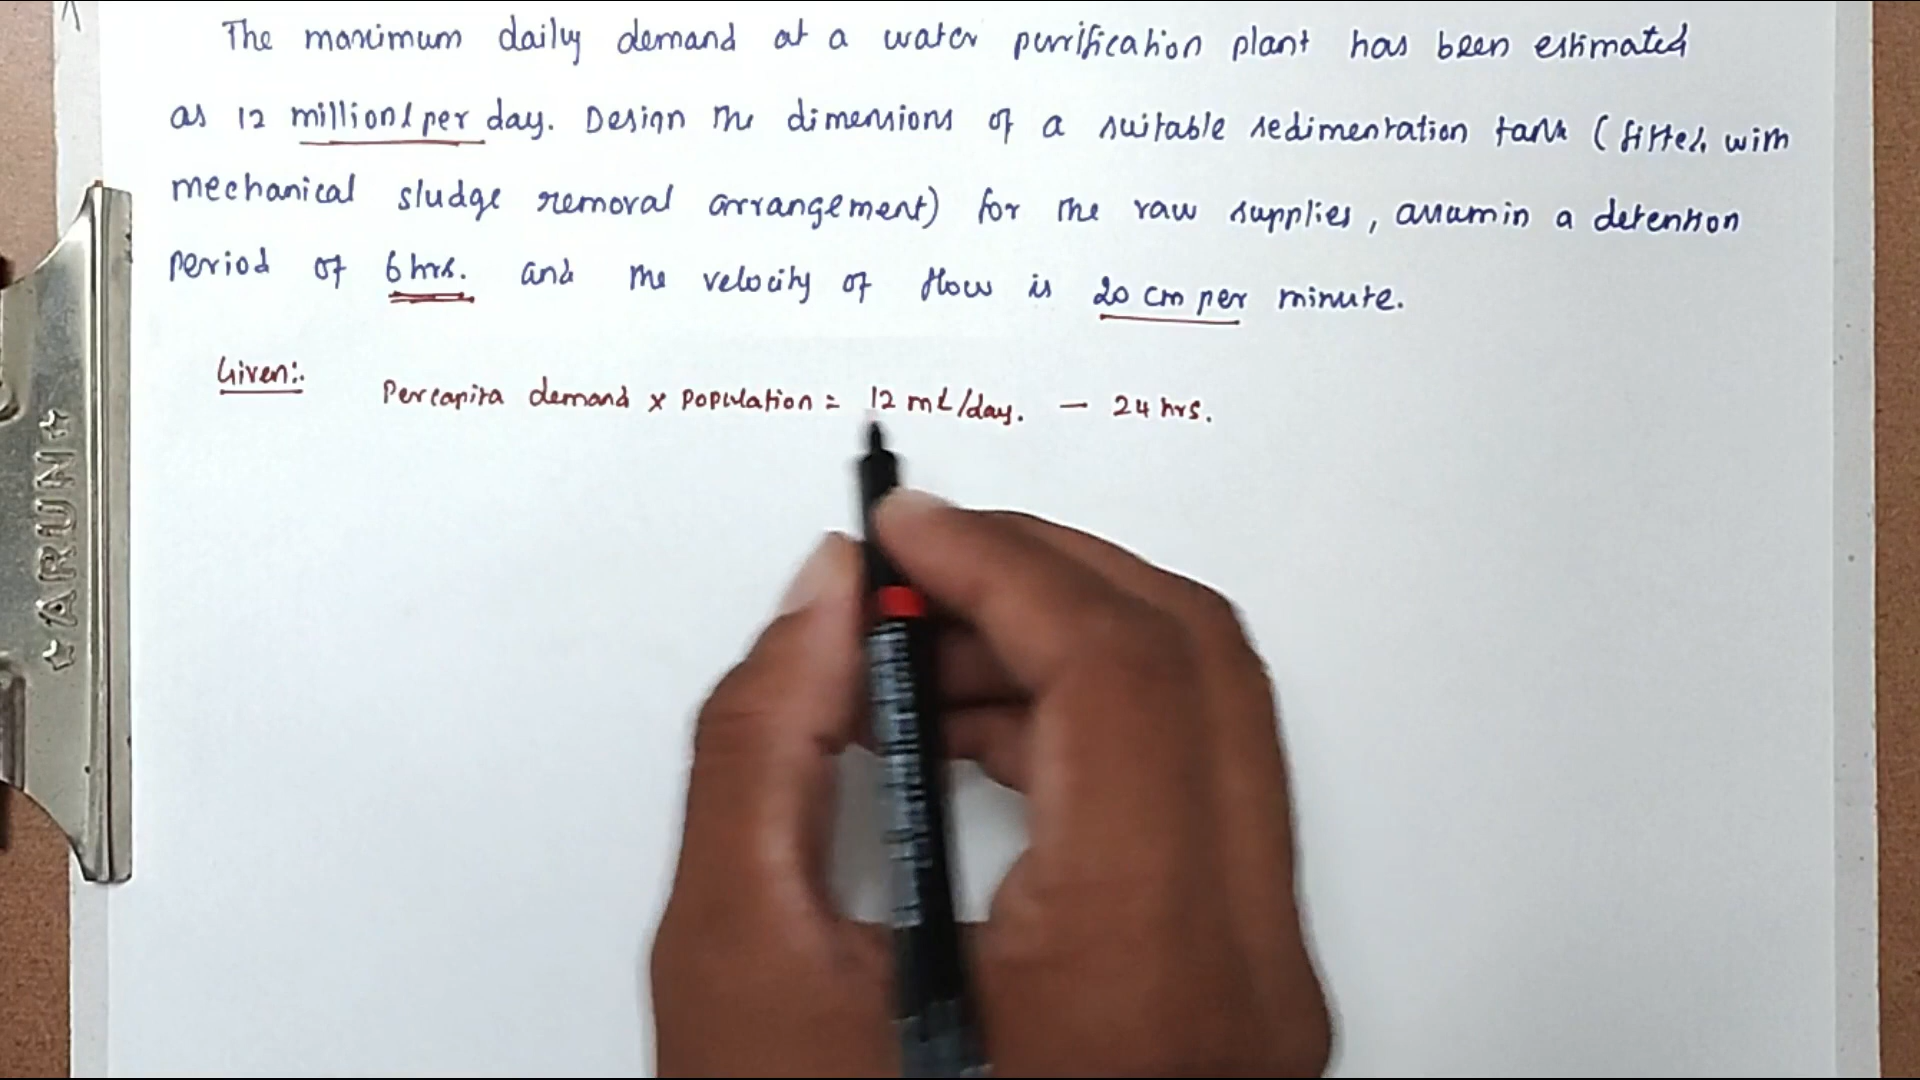 The maximum daily demand at a water purification plant has been estimated
as 12 million l per day. Design the dimensions of a suitable sedimentation tank (fitted with
mechanical sludge removal arrangement) for the raw supplies, assumin a detention
period of 6 hrs. and the velocity of flow is 20 cm per minute.
Given:-
Percapita demand x population = 12 ML/day. — 24 hrs.
ARUN